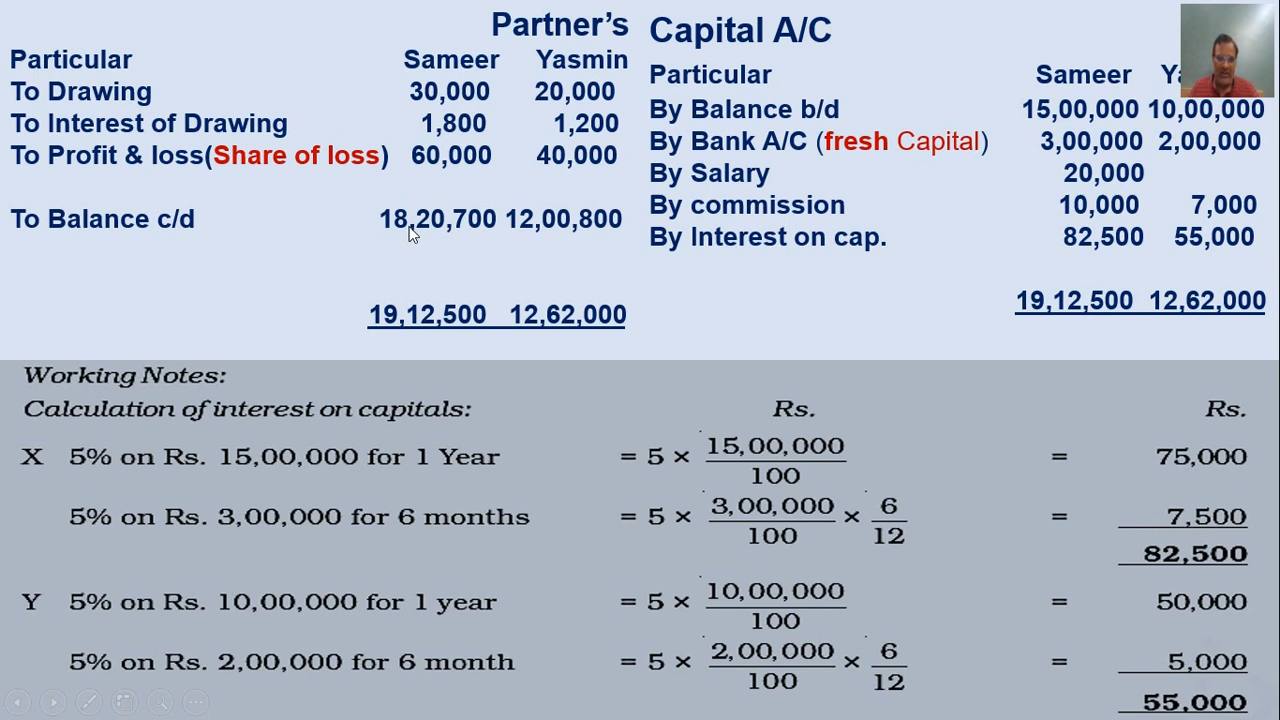 Partner's Capital A/C
Particular Sameer Yasmin
To Drawing 30,000 20,000
To Interest of Drawing 1,800 1,200
To Profit & loss(Share of loss) 60,000 40,000
To Balance c/d 18,20,700 12,00,800
19,12,500 12,62,000
Particular Sameer
By Balance b/d 15,00,000 10,00,000
By Bank A/C (fresh Capital) 3,00,000 2,00,000
By Salary 20,000
By commission 10,000 7,000
By Interest on cap. 82,500 55,000
19,12,500 12,62,000
Working Notes:
Calculation of interest on capitals: Rs. Rs.
X 5% on Rs. 15,00,000 for 1 Year = 5 × 15,00,000/100 = 75,000
5% on Rs. 3,00,000 for 6 months = 5 × 3,00,000/100 × 6/12 = 7,500
82,500
Y 5% on Rs. 10,00,000 for 1 year = 5 × 10,00,000/100 = 50,000
5% on Rs. 2,00,000 for 6 month = 5 × 2,00,000/100 × 6/12 = 5,000
55,000